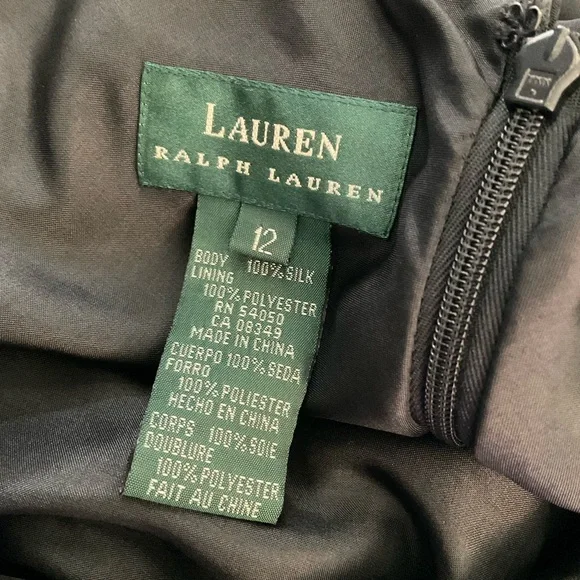 LAUREN
RALPH LAUREN
12
BODY 100% SILK
LINING
100% POLYESTER
RN 54050
CA 08349
MADE IN CHINA
CUERPO 100% SEDA
FORRO
100% POLIESTER
HECHO EN CHINA
CORPS 100% SOIE
DOUBLURE
100% POLYESTER
FAIT AU CHINE